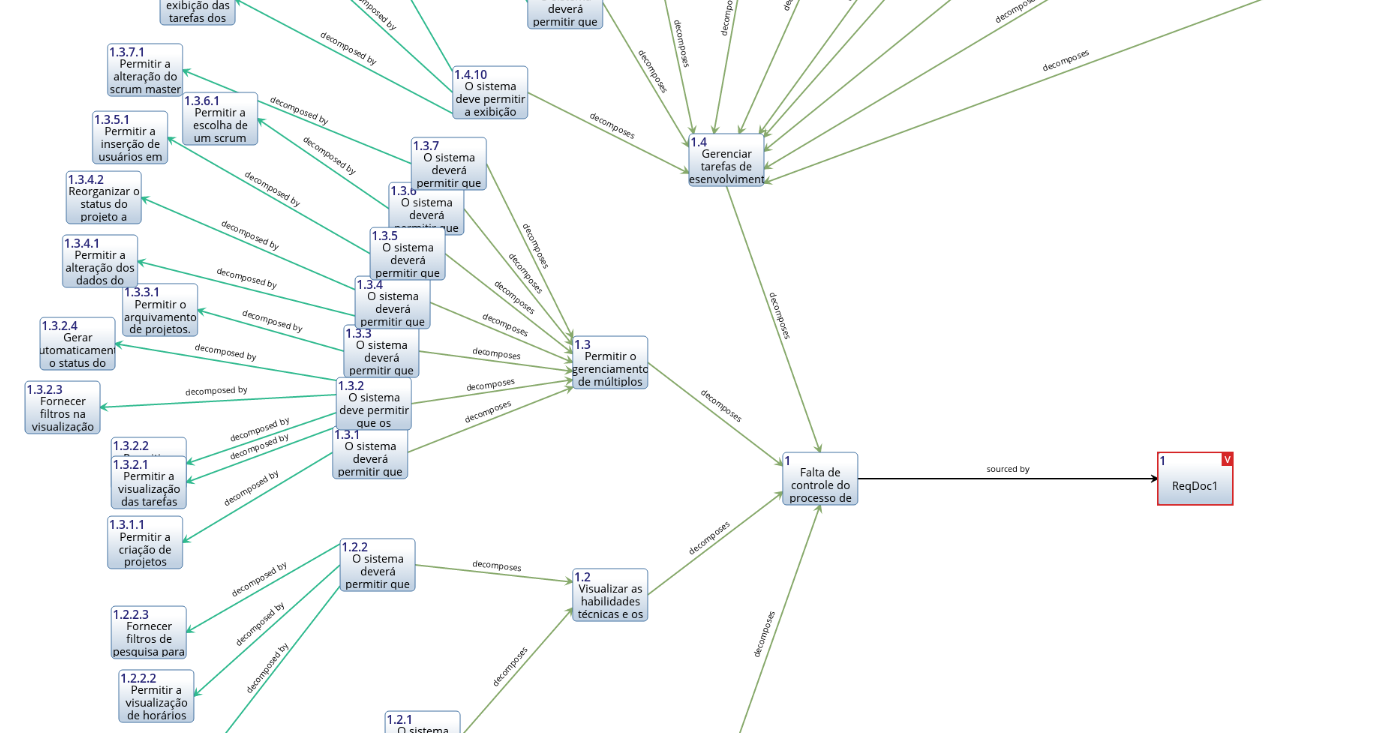 exibição das
tarefas dos
deverá
permitir que
decomposed by
decomposed by
decomposes
decomposes
decomposes
decomposes
1.3.7.1
Permitir a
alteração do
scrum master
1.4.10
O sistema
deve permitir
a exibição
decomposes
1.3.6.1
Permitir a
escolha de
um scrum
decomposed by
1.3.5.1
Permitir a
inserção de
usuários em
decomposed by
1.3.7
O sistema
deverá
permitir que
1.4
Gerenciar
tarefas de
esenvolviment
1.3.4.2
Reorganizar o
status do
projeto a
decomposed by
1.3.6
O sistema
deverá
permitir que
decomposed by
1.3.5
O sistema
deverá
permitir que
decomposes
decomposes
decomposes
1.3.4.1
Permitir a
alteração dos
dados do
decomposed by
1.3.4
O sistema
deverá
permitir que
decomposes
decomposes
1.3.3.1
Permitir o
arquivamento
de projetos.
decomposed by
1.3.3
O sistema
deverá
permitir que
decomposes
1.3
Permitir o
gerenciamento
de múltiplos
1.3.2.4
Gerar
utomaticament
o status do
decomposed by
1.3.2.3
Fornecer
filtros na
visualização
decomposed by
1.3.2
O sistema
deve permitir
que os
decomposes
decomposes
decomposes
1.3.2.2
decomposed by
decomposed by
1.3.1
O sistema
deverá
permitir que
1.3.2.1
Permitir a
visualização
das tarefas
decomposed by
1
Falta de
controle do
processo de
sourced by
1
V
ReqDoc1
1.3.1.1
Permitir a
criação de
projetos
1.2.2
O sistema
deverá
permitir que
decomposes
decomposes
decomposed by
1.2
Visualizar as
habilidades
técnicas e os
1.2.2.3
Fornecer
filtros de
pesquisa para
decomposed by
decomposed by
decomposes
decomposes
1.2.2.2
Permitir a
visualização
de horários
1.2.1
O sistema